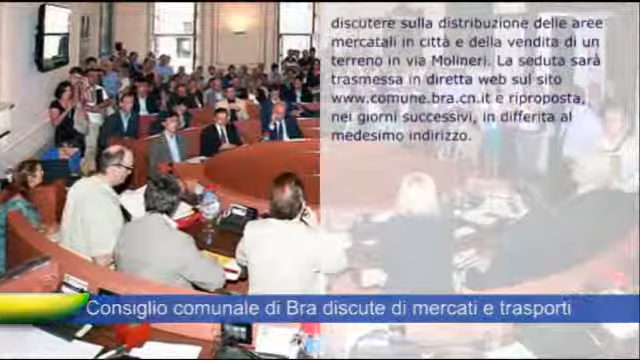 discutere sulla distribuzione delle aree
mercatali in città e della vendita di un
terreno in via Molineri. La seduta sarà
trasmessa in diretta web sul sito
www.comune.bra.cn.it e riproposta,
nei giorni successivi, in differita al
medesimo indirizzo.
Consiglio comunale di Bra discute di mercati e trasporti